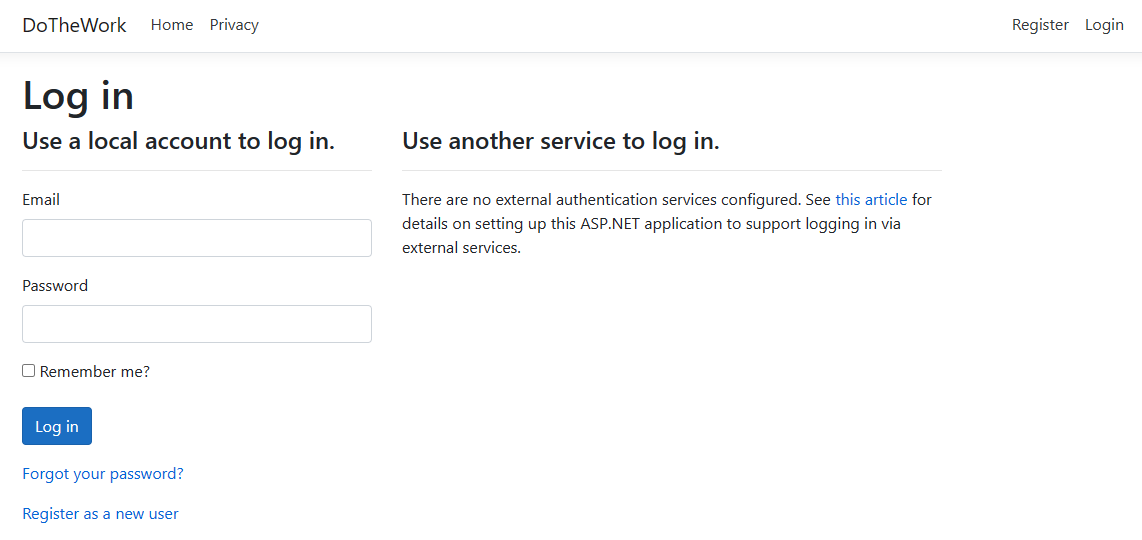 DoTheWork Home Privacy Register Login
Log in
Use a local account to log in.
Email
Password
Remember me?
Log in
Forgot your password?
Register as a new user
Use another service to log in.
There are no external authentication services configured. See this article for
details on setting up this ASP.NET application to support logging in via
external services.